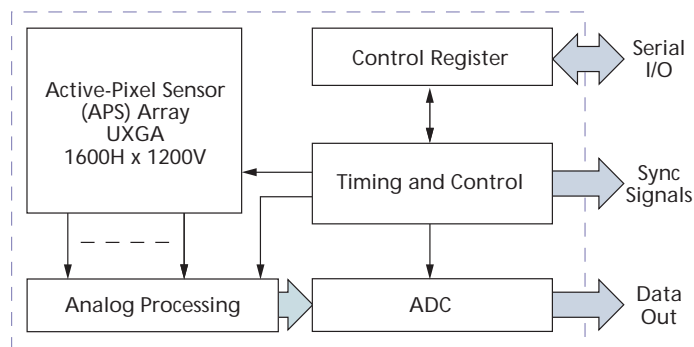 Active-Pixel Sensor
(APS) Array
UXGA
1600H x 1200V
Control Register
Serial
I/O
Timing and Control
Sync
Signals
Analog Processing
ADC
Data
Out